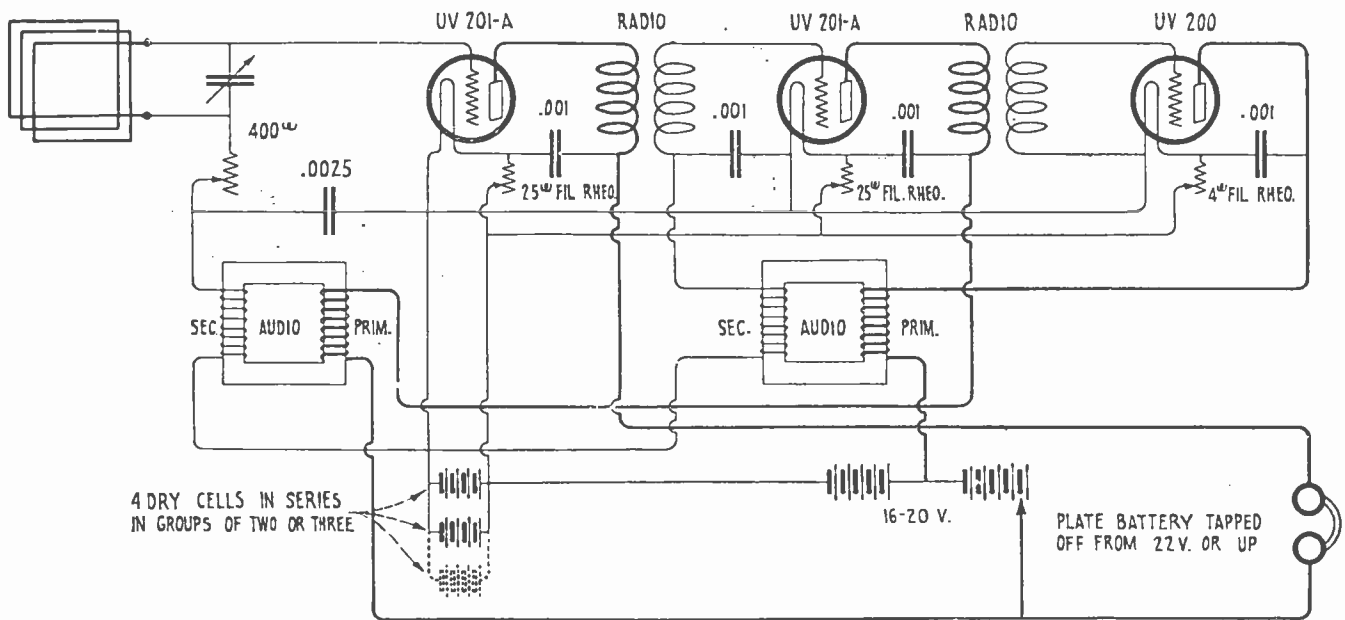 UV 201-A
RADIO
UV 201-A
RADIO
UV 200
400ω
.0025
.001
25ω FIL RHEO.
.001
.001
25ω FIL. RHEO.
.001
4ω FIL RHEO.
SEC.
AUDIO
PRIM.
SEC.
AUDIO
PRIM.
4 DRY CELLS IN SERIES
IN GROUPS OF TWO OR THREE
16-20 V.
PLATE BATTERY TAPPED
OFF FROM 22V. OR UP